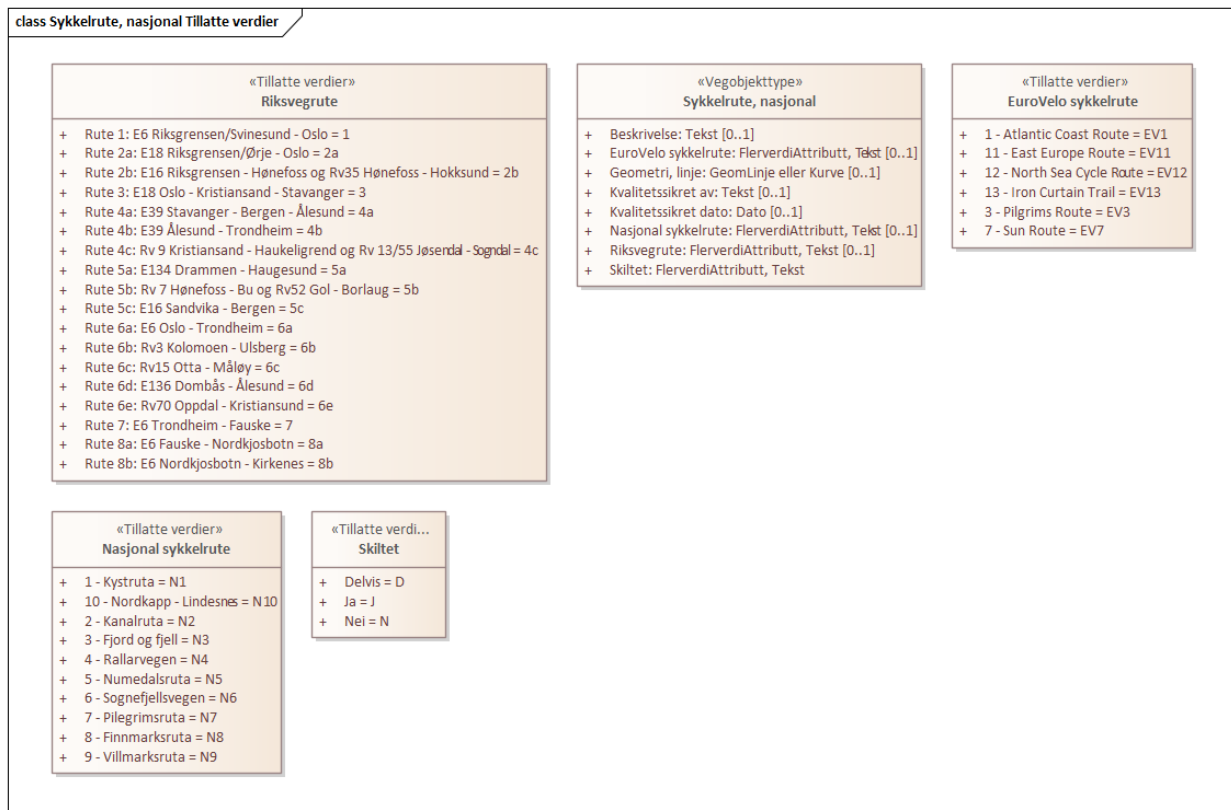 class Sykkelrute, nasjonal Tillatte verdier
«Tillatte verdier»
Riksvegrute
+ Rute 1: E6 Riksgrensen/Svinesund - Oslo = 1
+ Rute 2a: E18 Riksgrensen/Ørje - Oslo = 2a
+ Rute 2b: E16 Riksgrensen - Hønefoss og Rv35 Hønefoss - Hokksund = 2b
+ Rute 3: E18 Oslo - Kristiansand - Stavanger = 3
+ Rute 4a: E39 Stavanger - Bergen - Ålesund = 4a
+ Rute 4b: E39 Ålesund - Trondheim = 4b
+ Rute 4c: Rv 9 Kristiansand - Haukeligrend og Rv 13/55 Jøsendal - Sogndal = 4c
+ Rute 5a: E134 Drammen - Haugesund = 5a
+ Rute 5b: Rv 7 Hønefoss - Bu og Rv52 Gol - Borlaug = 5b
+ Rute 5c: E16 Sandvika - Bergen = 5c
+ Rute 6a: E6 Oslo - Trondheim = 6a
+ Rute 6b: Rv3 Kolomoen - Ulsberg = 6b
+ Rute 6c: Rv15 Otta - Måløy = 6c
+ Rute 6d: E136 Dombås - Ålesund = 6d
+ Rute 6e: Rv70 Oppdal - Kristiansund = 6e
+ Rute 7: E6 Trondheim - Fauske = 7
+ Rute 8a: E6 Fauske - Nordkjosbotn = 8a
+ Rute 8b: E6 Nordkjosbotn - Kirkenes = 8b
«Vegobjekttype»
Sykkelrute, nasjonal
+ Beskrivelse: Tekst [0..1]
+ EuroVelo sykkelrute: FlerverdiAttributt, Tekst [0..1]
+ Geometri, linje: GeomLinje eller Kurve [0..1]
+ Kvalitetssikret av: Tekst [0..1]
+ Kvalitetssikret dato: Dato [0..1]
+ Nasjonal sykkelrute: FlerverdiAttributt, Tekst [0..1]
+ Riksvegrute: FlerverdiAttributt, Tekst [0..1]
+ Skiltet: FlerverdiAttributt, Tekst
«Tillatte verdier»
EuroVelo sykkelrute
+ 1 - Atlantic Coast Route = EV1
+ 11 - East Europe Route = EV11
+ 12 - North Sea Cycle Route = EV12
+ 13 - Iron Curtain Trail = EV13
+ 3 - Pilgrims Route = EV3
+ 7 - Sun Route = EV7
«Tillatte verdier»
Nasjonal sykkelrute
+ 1 - Kystruta = N1
+ 10 - Nordkapp - Lindesnes = N10
+ 2 - Kanalruta = N2
+ 3 - Fjord og fjell = N3
+ 4 - Rallarvegen = N4
+ 5 - Numedalsruta = N5
+ 6 - Sognefjellsvegen = N6
+ 7 - Pilegrimsruta = N7
+ 8 - Finnmarksruta = N8
+ 9 - Villmarksruta = N9
«Tillatte verdi...
Skiltet
+ Delvis = D
+ Ja = J
+ Nei = N